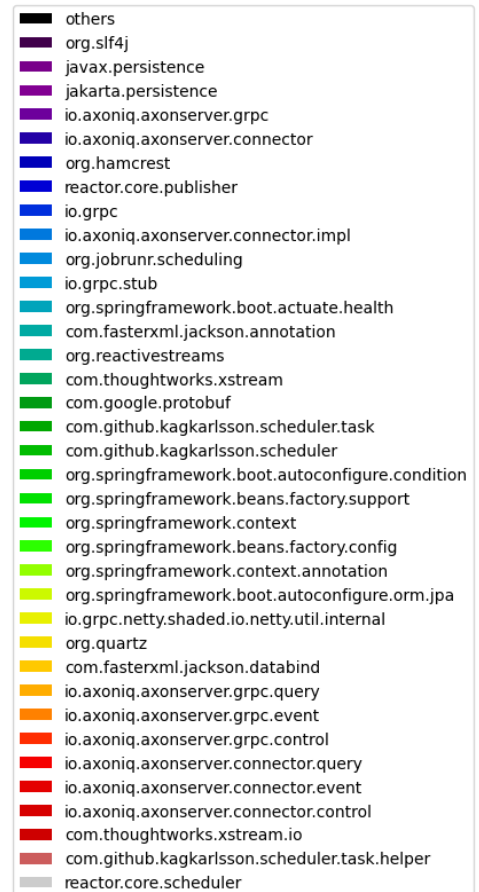 others
org.slf4j
javax.persistence
jakarta.persistence
io.axoniq.axonserver.grpc
io.axoniq.axonserver.connector
org.hamcrest
reactor.core.publisher
io.grpc
io.axoniq.axonserver.connector.impl
org.jobrunr.scheduling
io.grpc.stub
org.springframework.boot.actuate.health
com.fasterxml.jackson.annotation
org.reactivestreams
com.thoughtworks.xstream
com.google.protobuf
com.github.kagkarlsson.scheduler.task
com.github.kagkarlsson.scheduler
org.springframework.boot.autoconfigure.condition
org.springframework.beans.factory.support
org.springframework.context
org.springframework.beans.factory.config
org.springframework.context.annotation
org.springframework.boot.autoconfigure.orm.jpa
io.grpc.netty.shaded.io.netty.util.internal
org.quartz
com.fasterxml.jackson.databind
io.axoniq.axonserver.grpc.query
io.axoniq.axonserver.grpc.event
io.axoniq.axonserver.grpc.control
io.axoniq.axonserver.connector.query
io.axoniq.axonserver.connector.event
io.axoniq.axonserver.connector.control
com.thoughtworks.xstream.io
com.github.kagkarlsson.scheduler.task.helper
reactor.core.scheduler